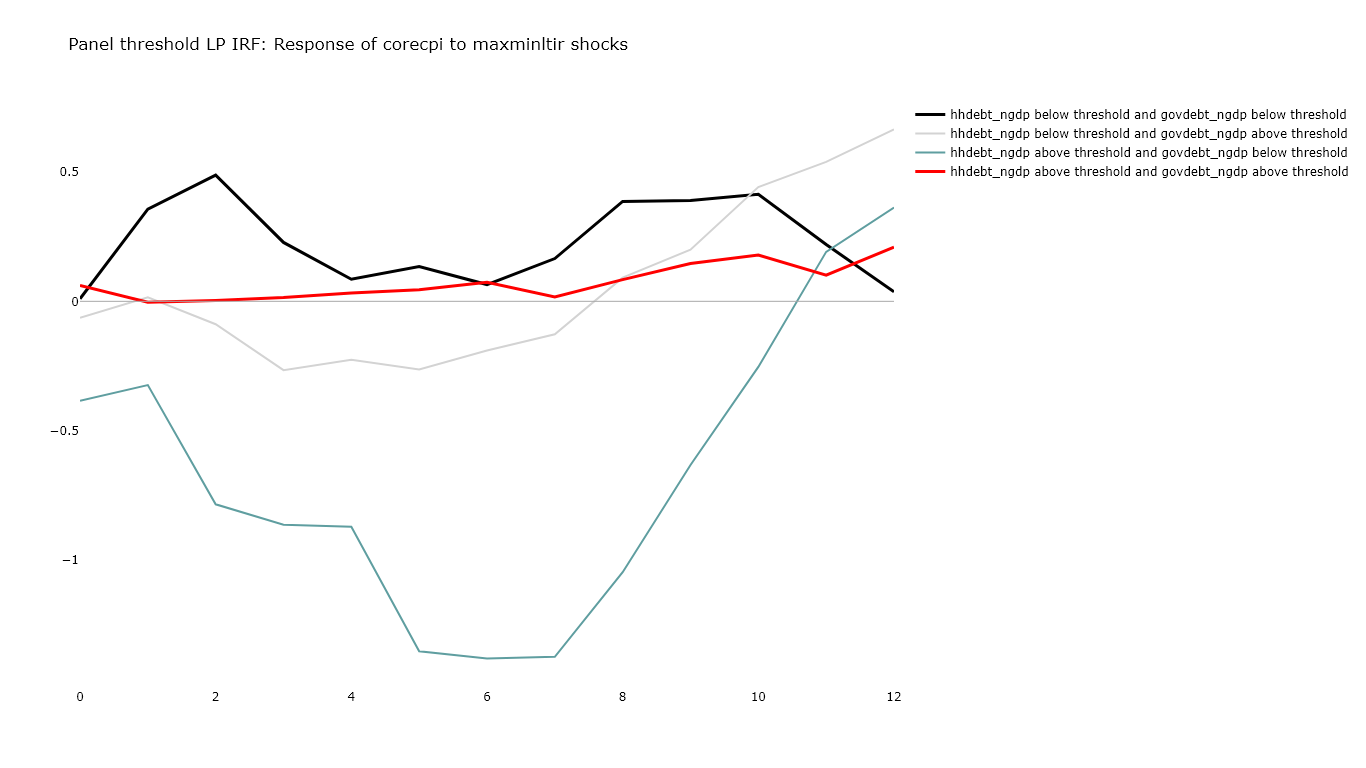 Panel threshold LP IRF: Response of corecpi to maxminltir shocks
hhdebt_ngdp below threshold and govdebt_ngdp below threshold
hhdebt_ngdp below threshold and govdebt_ngdp above threshold
hhdebt_ngdp above threshold and govdebt_ngdp below threshold
hhdebt_ngdp above threshold and govdebt_ngdp above threshold
0.5
0
−0.5
−1
0 2 4 6 8 10 12